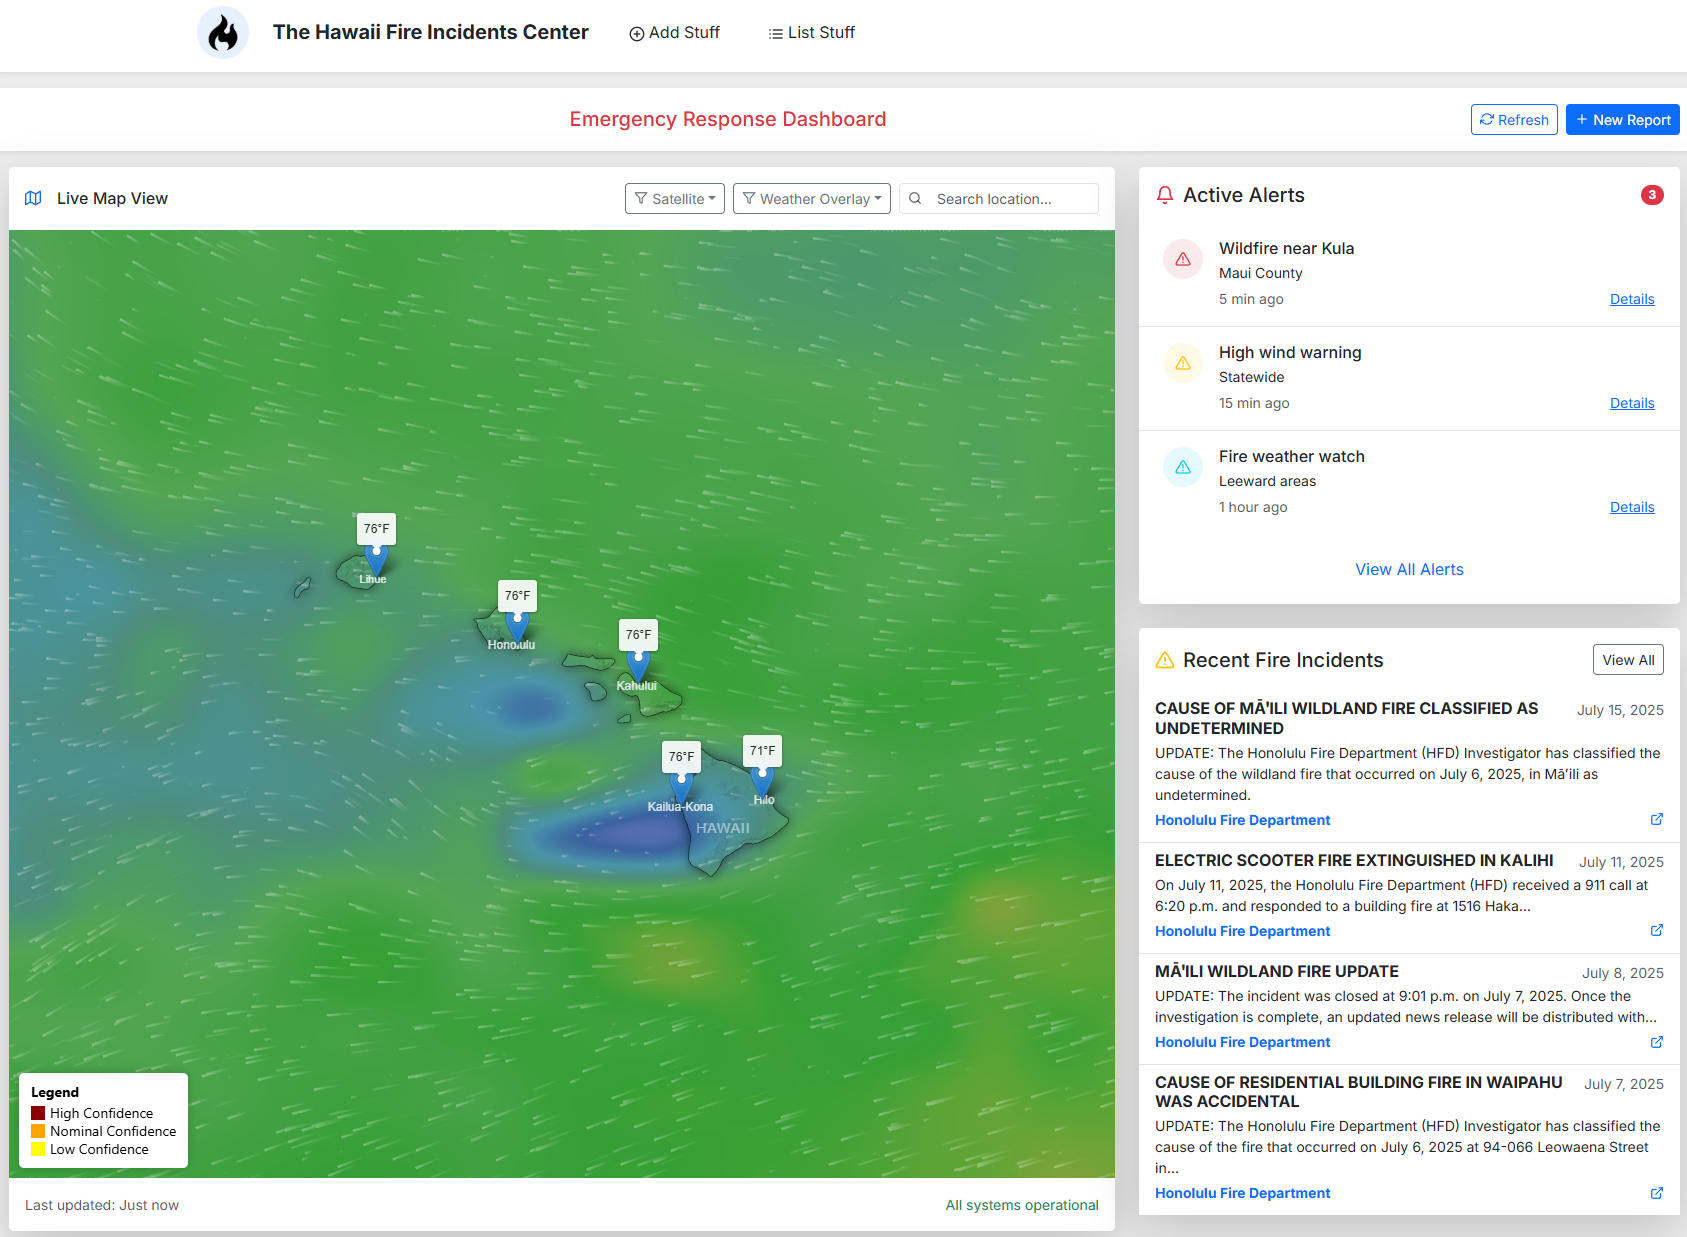 The Hawaii Fire Incidents Center
Add Stuff
List Stuff
Emergency Response Dashboard
Refresh
+ New Report
Live Map View
Satellite
Weather Overlay
Search location...
76°F
Lihue
76°F
Honolulu
76°F
Kahului
76°F
71°F
Kailua-Kona
Hilo
HAWAII
Legend
High Confidence
Nominal Confidence
Low Confidence
Last updated: Just now
All systems operational
Active Alerts
3
Wildfire near Kula
Maui County
5 min ago
Details
High wind warning
Statewide
15 min ago
Details
Fire weather watch
Leeward areas
1 hour ago
Details
View All Alerts
Recent Fire Incidents
View All
CAUSE OF MĀ'ILI WILDLAND FIRE CLASSIFIED AS
UNDETERMINED
July 15, 2025
UPDATE: The Honolulu Fire Department (HFD) Investigator has classified the
cause of the wildland fire that occurred on July 6, 2025, in Māʻili as
undetermined.
Honolulu Fire Department
ELECTRIC SCOOTER FIRE EXTINGUISHED IN KALIHI
July 11, 2025
On July 11, 2025, the Honolulu Fire Department (HFD) received a 911 call at
6:20 p.m. and responded to a building fire at 1516 Haka...
Honolulu Fire Department
MĀ'ILI WILDLAND FIRE UPDATE
July 8, 2025
UPDATE: The incident was closed at 9:01 p.m. on July 7, 2025. Once the
investigation is complete, an updated news release will be distributed with...
Honolulu Fire Department
CAUSE OF RESIDENTIAL BUILDING FIRE IN WAIPAHU
WAS ACCIDENTAL
July 7, 2025
UPDATE: The Honolulu Fire Department (HFD) Investigator has classified the
cause of the fire that occurred on July 6, 2025 at 94-066 Leowaena Street
in...
Honolulu Fire Department